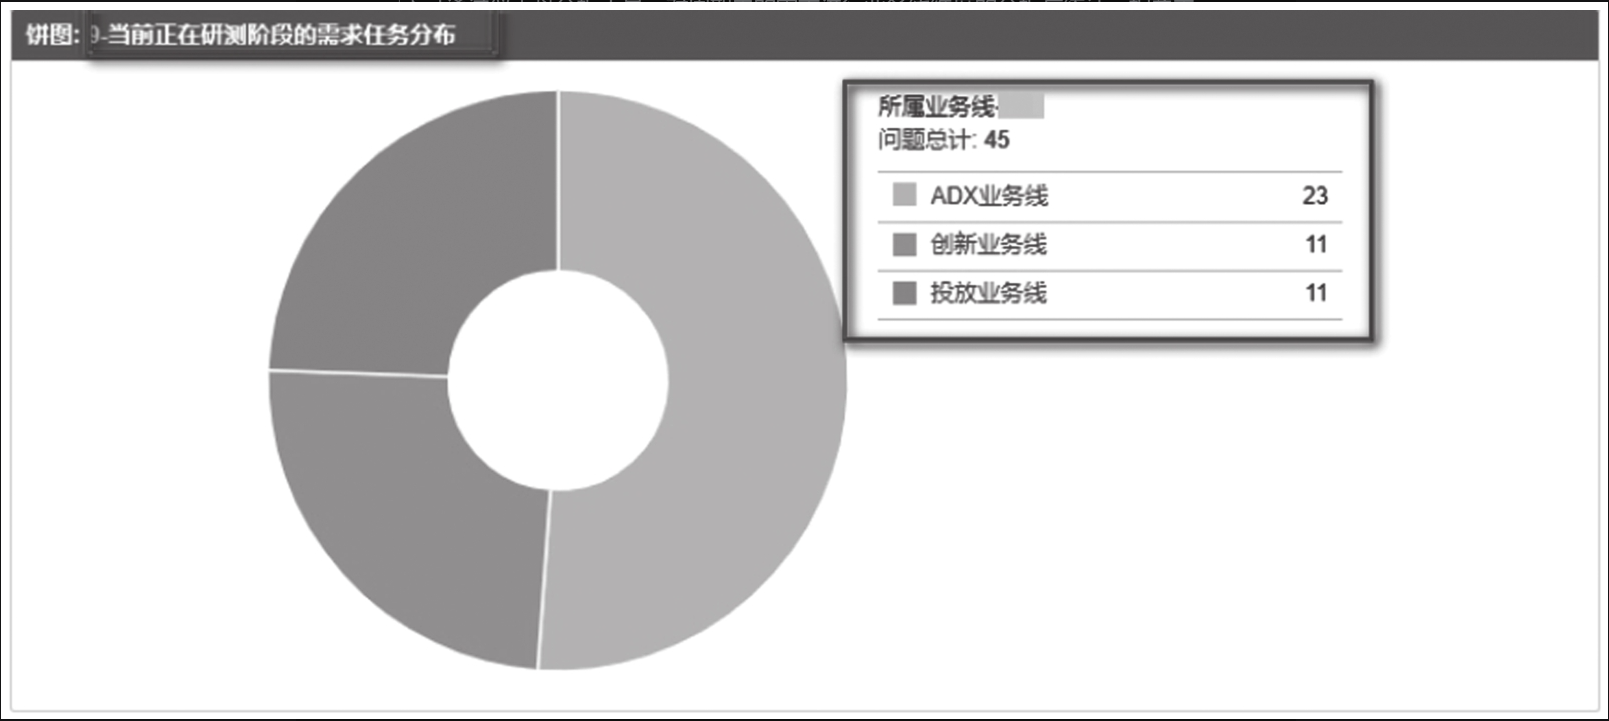 饼图: 9-当前正在研测阶段的需求任务分布
所属业务线-
问题总计: 45
ADX业务线 23
创新业务线 11
投放业务线 11